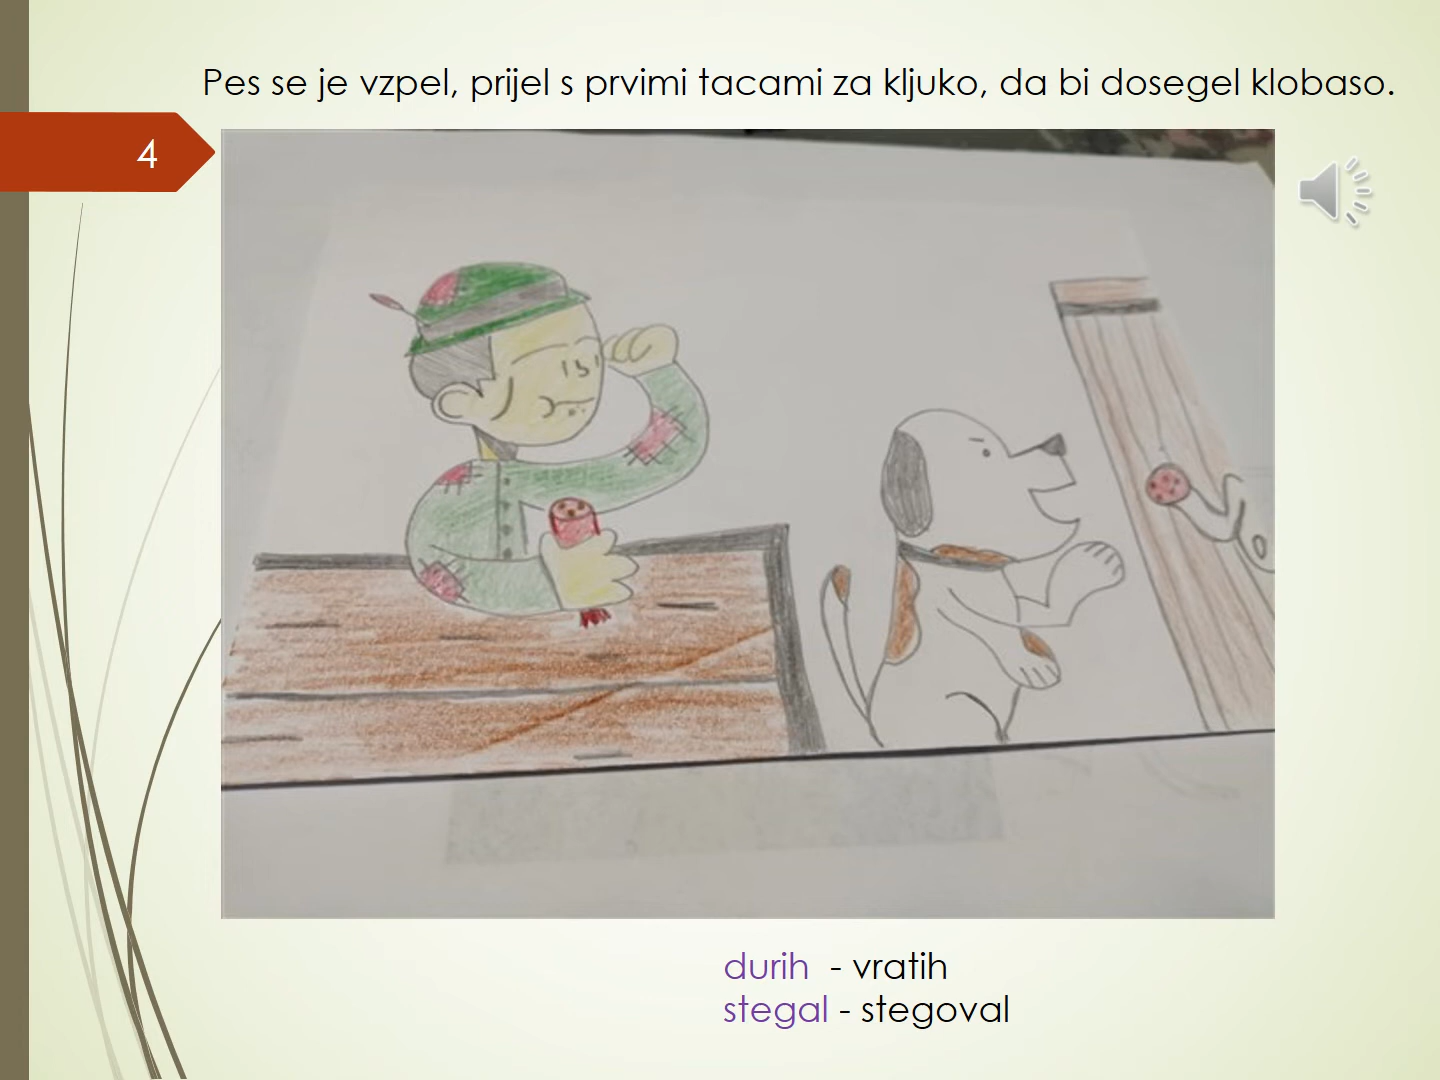 Pes se je vzpel, prijel s prvimi tacami za kljuko, da bi dosegel klobaso.
4
durih - vratih
stegal - stegoval